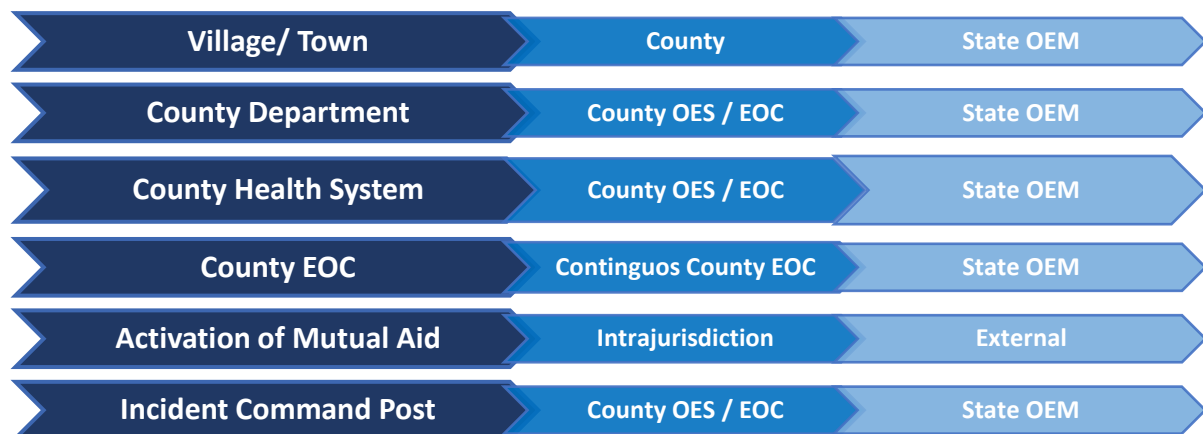 Village/ Town County State OEM
County Department County OES / EOC State OEM
County Health System County OES / EOC State OEM
County EOC Continguos County EOC State OEM
Activation of Mutual Aid Intrajurisdiction External
Incident Command Post County OES / EOC State OEM